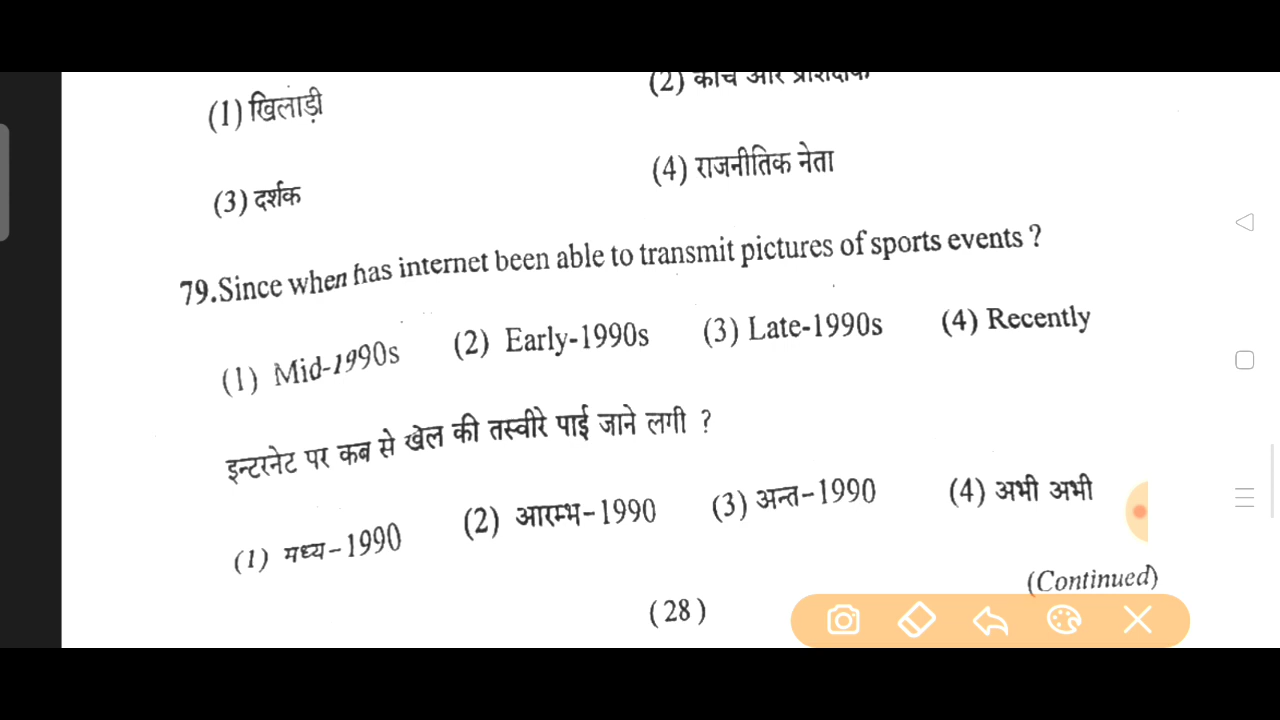 (1) खिलाड़ी
(2)
(3) दर्शक
(4) राजनीतिक नेता
79.Since when has internet been able to transmit pictures of sports events ?
(1) Mid-1990s (2) Early-1990s (3) Late-1990s (4) Recently
इन्टरनेट पर कब से खेल की तस्वीरे पाई जाने लगी ?
(1) मध्य-1990 (2) आरम्भ-1990 (3) अन्त-1990 (4) अभी अभी
(Continued)
(28)